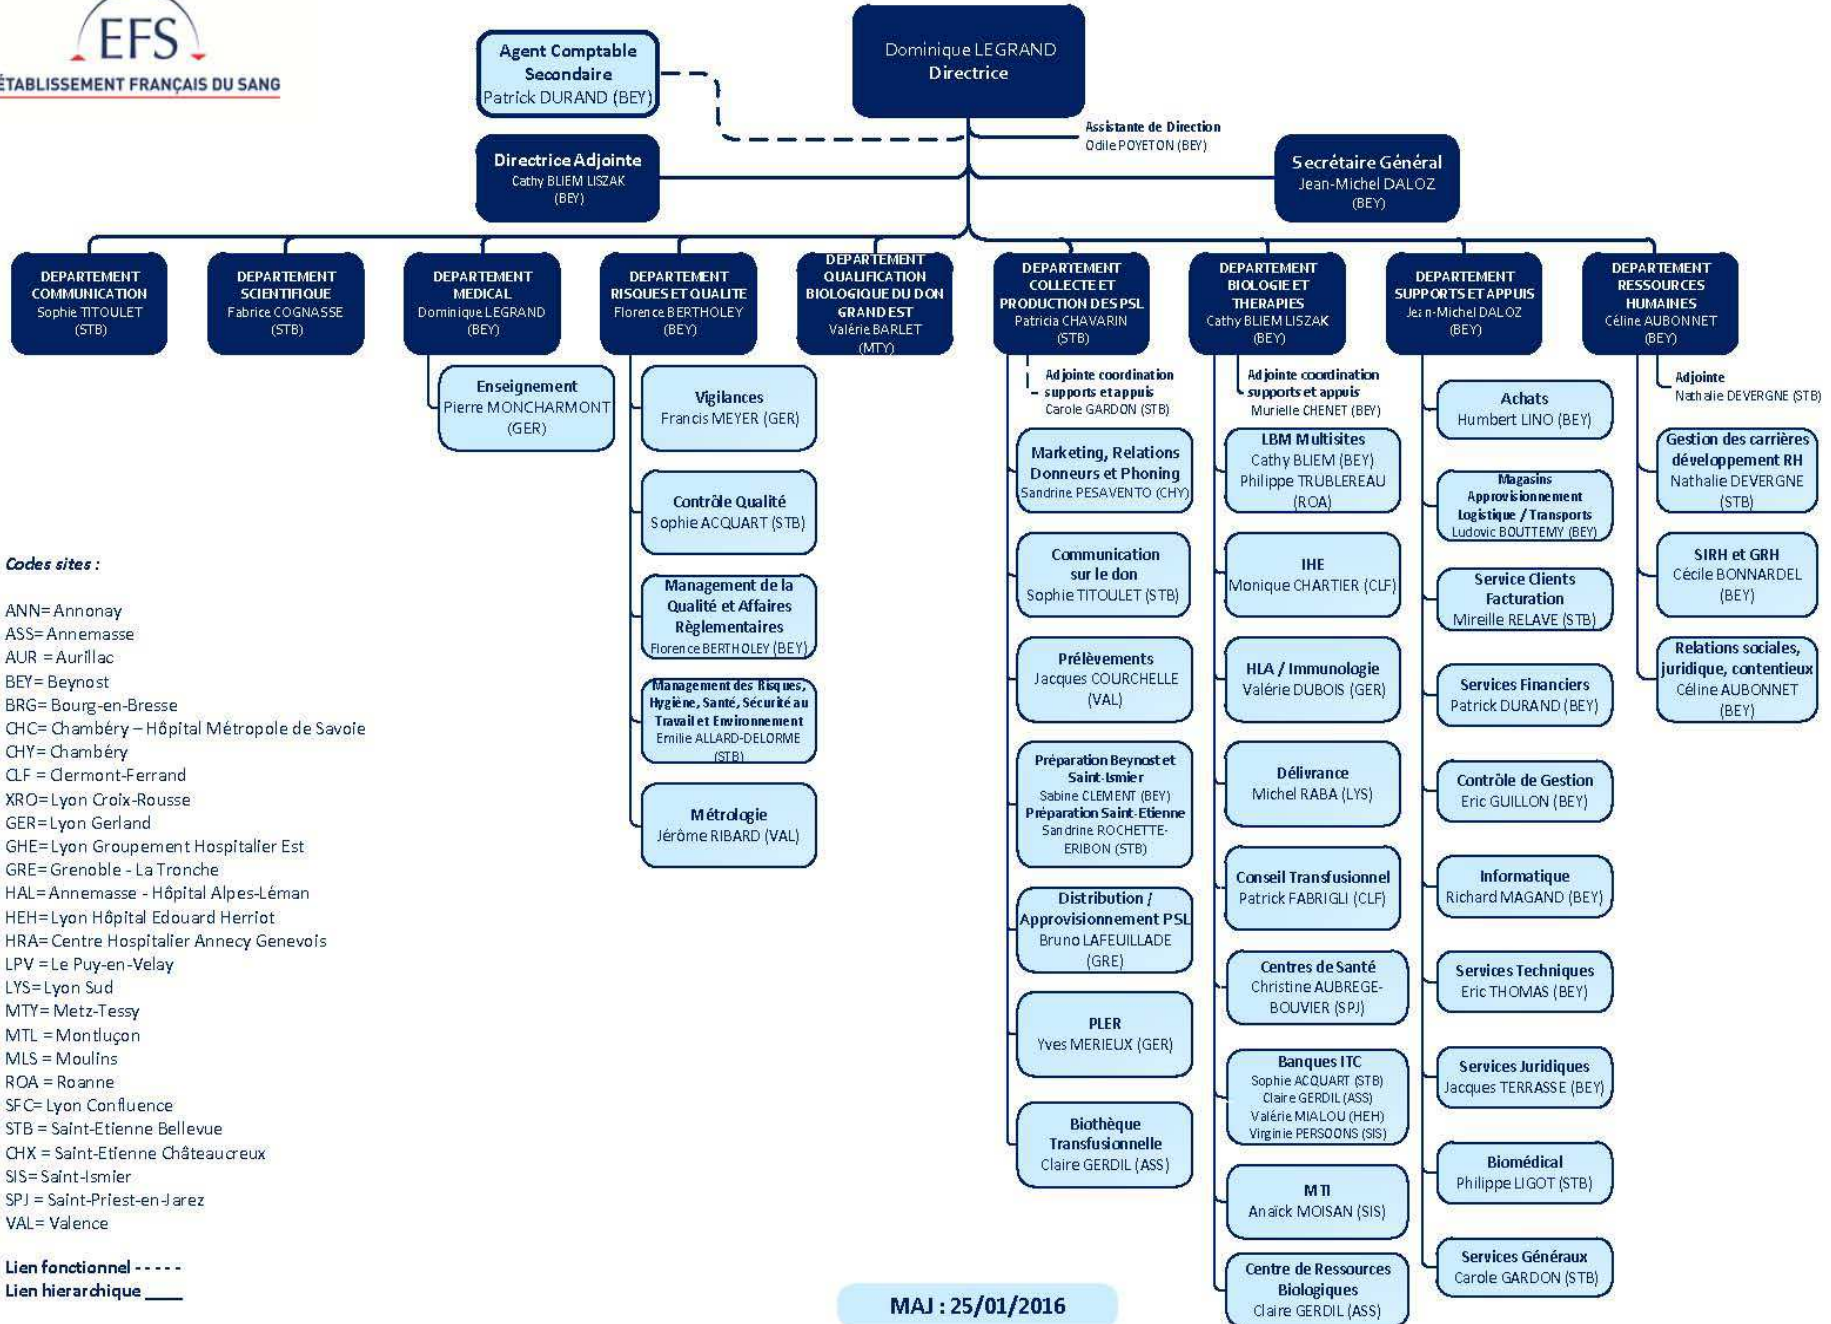 EFS
ÉTABLISSEMENT FRANÇAIS DU SANG
Agent Comptable
Secondaire
Patrick DURAND (BEY)
Dominique LEGRAND
Directrice
Assistante de Direction
Odile POYETON (BEY)
Directrice Adjointe
Cathy BLIEM LISZAK
(BEY)
Secrétaire Général
Jean-Michel DALOZ
(BEY)
DEPARTEMENT
COMMUNICATION
Sophie TITOULET
(STB)
DEPARTEMENT
SCIENTIFIQUE
Fabrice COGNASSE
(STB)
DEPARTEMENT
MEDICAL
Dominique LEGRAND
(BEY)
Enseignement
Pierre MONCHARMONT
(GER)
DEPARTEMENT
RISQUES ET QUALITE
Florence BERTHOLEY
(BEY)
Vigilances
Francis MEYER (GER)
Contrôle Qualité
Sophie ACQUART (STB)
Management de la
Qualité et Affaires
Règlementaires
Florence BERTHOLEY (BEY)
Management des Risques,
Hygiène, Santé, Sécurité au
Travail et Environnement
Emilie ALLARD-DELORME
(STB)
Métrologie
Jérôme RIBARD (VAL)
DEPARTEMENT
QUALIFICATION
BIOLOGIQUE DU DON
GRAND EST
Valérie BARLET
(MTY)
DEPARTEMENT
COLLECTE ET
PRODUCTION DES PSL
Patricia CHAVARIN
(STB)
Adjointe coordination
supports et appuis
Carole GARDON (STB)
Marketing, Relations
Donneurs et Phoning
Sandrine PESAVENTO (CHY)
Communication
sur le don
Sophie TITOULET (STB)
Prélèvements
Jacques COURCHELLE
(VAL)
Préparation Beynost et
Saint-Ismier
Sabine CLEMENT (BEY)
Préparation Saint-Etienne
Sandrine ROCHETTE-
ERIBON (STB)
Distribution /
Approvisionnement PSL
Bruno LAFEUILLADE
(GRE)
PLER
Yves MERIEUX (GER)
Biothèque
Transfusionnelle
Claire GERDIL (ASS)
DEPARTEMENT
BIOLOGIE ET
THERAPIES
Cathy BLIEM LISZAK
(BEY)
Adjointe coordination
supports et appuis
Murielle CHENET (BEY)
LBM Multisites
Cathy BLIEM (BEY)
Philippe TRUBLEREAU
(ROA)
IHE
Monique CHARTIER (CLF)
HLA / Immunologie
Valérie DUBOIS (GER)
Délivrance
Michel RABA (LYS)
Conseil Transfusionnel
Patrick FABRIGLI (CLF)
Centres de Santé
Christine AUBREGE-
BOUVIER (SPJ)
Banques ITC
Sophie ACQUART (STB)
Claire GERDIL (ASS)
Valérie MIALOU (HEH)
Virginie PERSOONS (SIS)
MTI
Anaïck MOISAN (SIS)
Centre de Ressources
Biologiques
Claire GERDIL (ASS)
DEPARTEMENT
SUPPORTS ET APPUIS
Jean-Michel DALOZ
(BEY)
Achats
Humbert LINO (BEY)
Magasins
Approvisionnement
Logistique / Transports
Ludovic BOUTTEMY (BEY)
Service Clients
Facturation
Mireille RELAVE (STB)
Services Financiers
Patrick DURAND (BEY)
Contrôle de Gestion
Eric GUILLON (BEY)
Informatique
Richard MAGAND (BEY)
Services Techniques
Eric THOMAS (BEY)
Services Juridiques
Jacques TERRASSE (BEY)
Biomédical
Philippe LIGOT (STB)
Services Généraux
Carole GARDON (STB)
DEPARTEMENT
RESSOURCES
HUMAINES
Céline AUBONNET
(BEY)
Adjointe
Nathalie DEVERGNE (STB)
Gestion des carrières
développement RH
Nathalie DEVERGNE
(STB)
SIRH et GRH
Cécile BONNARDEL
(BEY)
Relations sociales,
juridique, contentieux
Céline AUBONNET
(BEY)
Codes sites :
ANN= Annonay
ASS= Annemasse
AUR = Aurillac
BEY= Beynost
BRG= Bourg-en-Bresse
CHC= Chambéry – Hôpital Métropole de Savoie
CHY= Chambéry
CLF = Clermont-Ferrand
XRO= Lyon Croix-Rousse
GER= Lyon Gerland
GHE= Lyon Groupement Hospitalier Est
GRE= Grenoble - La Tronche
HAL= Annemasse - Hôpital Alpes-Léman
HEH= Lyon Hôpital Edouard Herriot
HRA= Centre Hospitalier Annecy Genevois
LPV = Le Puy-en-Velay
LYS= Lyon Sud
MTY= Metz-Tessy
MTL = Montluçon
MLS = Moulins
ROA = Roanne
SFC= Lyon Confluence
STB = Saint-Etienne Bellevue
CHX = Saint-Etienne Châteaucreux
SIS= Saint-Ismier
SPJ = Saint-Priest-en-Jarez
VAL= Valence
Lien fonctionnel - - - - -
Lien hierarchique ____
MAJ : 25/01/2016